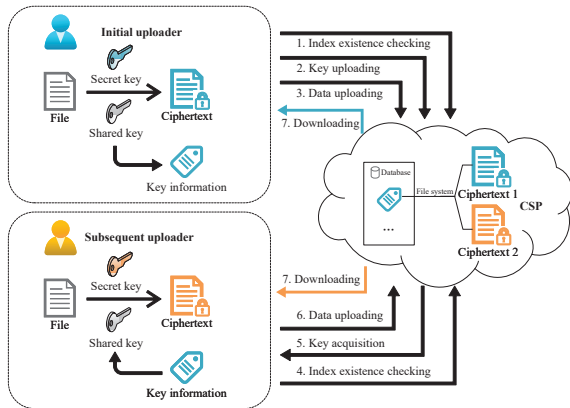 Initial uploader
Secret key
File
Ciphertext
Shared key
Key information
1. Index existence checking
2. Key uploading
3. Data uploading
7. Downloading
Database
...
File system
Ciphertext 1
CSP
Ciphertext 2
Subsequent uploader
Secret key
File
Ciphertext
Shared key
Key information
7. Downloading
6. Data uploading
5. Key acquisition
4. Index existence checking